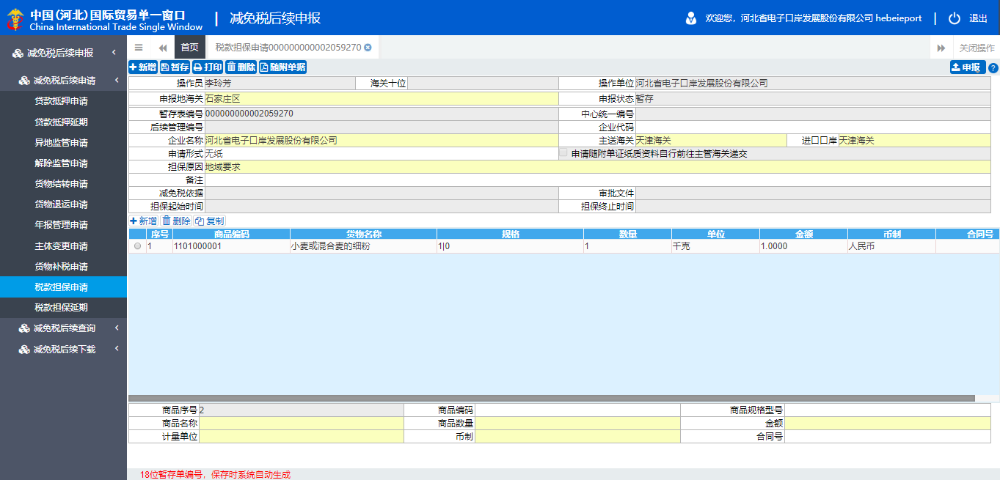 中国(河北)国际贸易单一窗口
China International Trade Single Window
减免税后续申报
欢迎您，河北省电子口岸发展股份有限公司 hebeieport
退出
减免税后续申报
减免税后续申请
贷款抵押申请
贷款抵押延期
异地监管申请
解除监管申请
货物结转申请
货物退运申请
年报管理申请
主体变更申请
货物补税申请
税款担保申请
税款担保延期
减免税后续查询
减免税后续下载
首页 税款担保申请000000000002059270 关闭操作
新增 暂存 打印 删除 随附单据 申报
操作员 李玲芳 海关十位 操作单位 河北省电子口岸发展股份有限公司
申报地海关 石家庄区 申报状态 暂存
暂存表编号 000000000002059270 中心统一编号
后续管理编号 企业代码
企业名称 河北省电子口岸发展股份有限公司 主送海关 天津海关 进口口岸 天津海关
申请形式 无纸 申请随附单证纸质资料自行前往主管海关递交
担保原因 地域要求
备注
减免税依据 审批文件
担保起始时间 担保终止时间
新增 删除 复制
序号 商品编码 货物名称 规格 数量 单位 金额 币制 合同号
1 1101000001 小麦或混合麦的细粉 1|0 1 千克 1.0000 人民币
商品序号 2 商品编码 商品规格型号
商品名称 商品数量 金额
计量单位 币制 合同号
18位暂存单编号，保存时系统自动生成